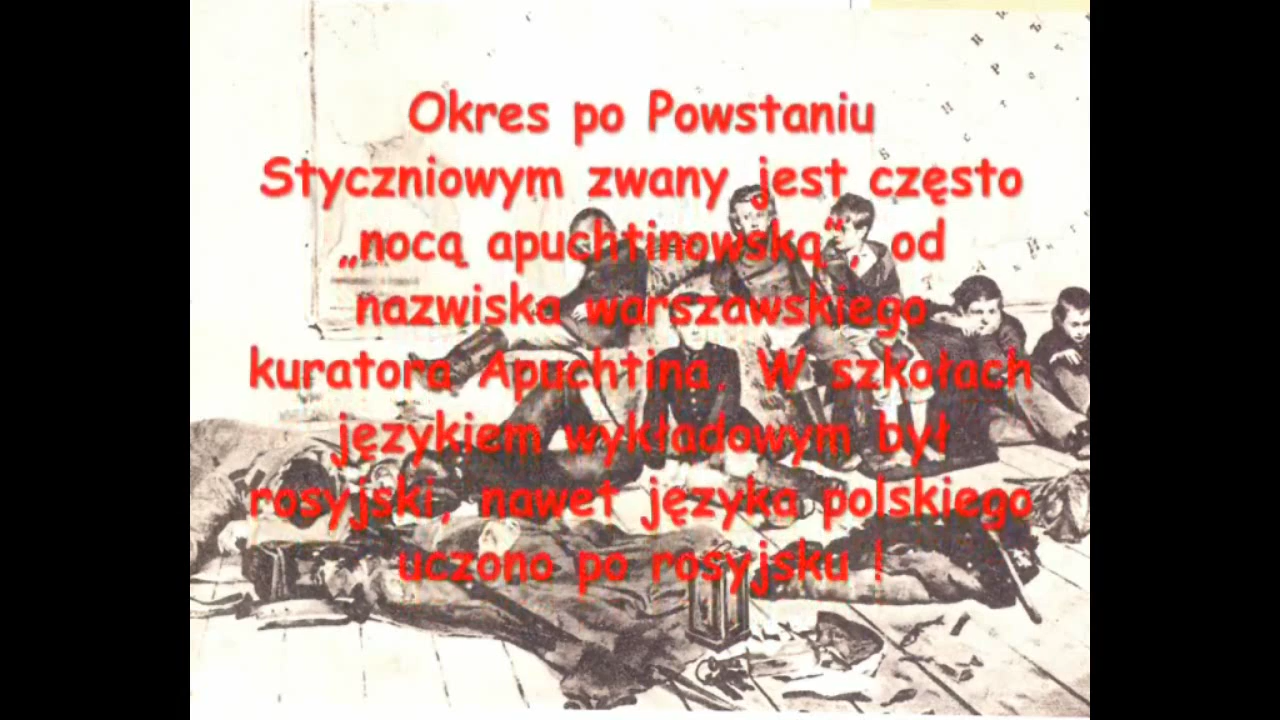 Okres po Powstaniu
Styczniowym zwany jest często
„nocą apuchtinowską”, od
nazwiska warszawskiego
kuratora Apuchtina. W szkołach
językiem wykładowym był
rosyjski, nawet języka polskiego
uczono po rosyjsku !